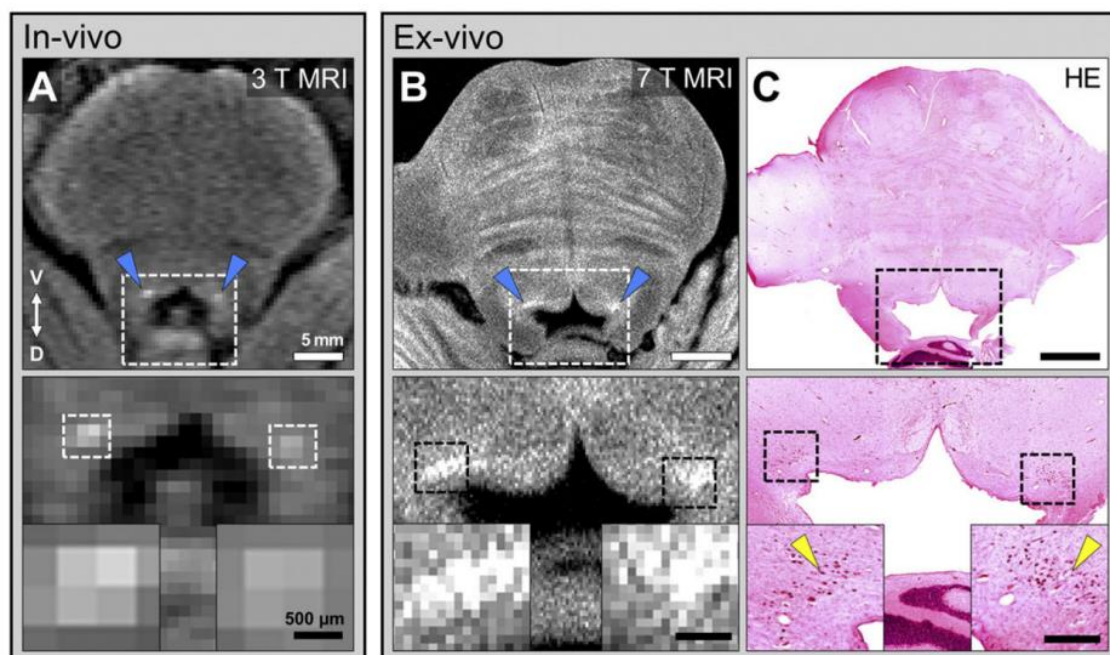 In-vivo
Ex-vivo
A
3 T MRI
B
7 T MRI
C
HE
V
D
5 mm
500 µm